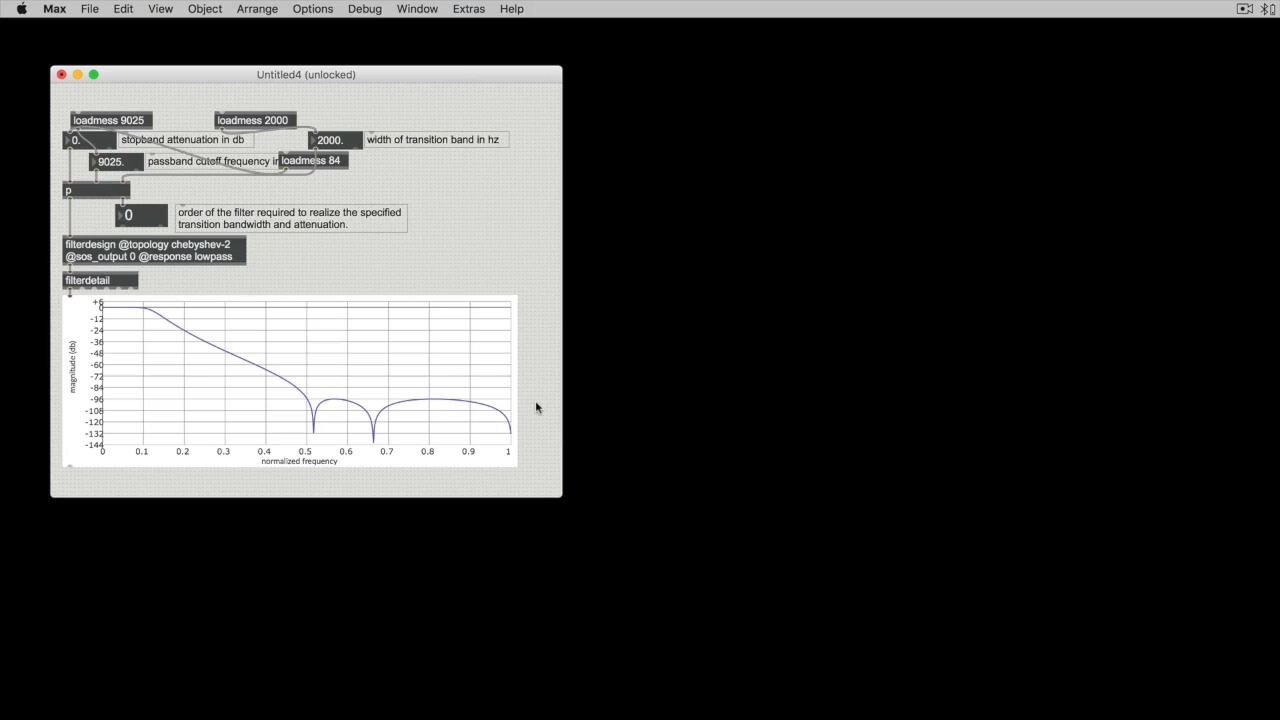 Max File Edit View Object Arrange Options Debug Window Extras Help
Untitled4 (unlocked)
loadmess 9025
loadmess 2000
0.
stopband attenuation in db
2000.
width of transition band in hz
9025.
passband cutoff frequency in
loadmess 84
p
0
order of the filter required to realize the specified
transition bandwidth and attenuation.
filterdesign @topology chebyshev-2
@sos_output 0 @response lowpass
filterdetail
+6
0
-12
-24
-36
-48
-60
-72
-84
-96
-108
-120
-132
-144
magnitude (db)
0 0.1 0.2 0.3 0.4 0.5 0.6 0.7 0.8 0.9 1
normalized frequency